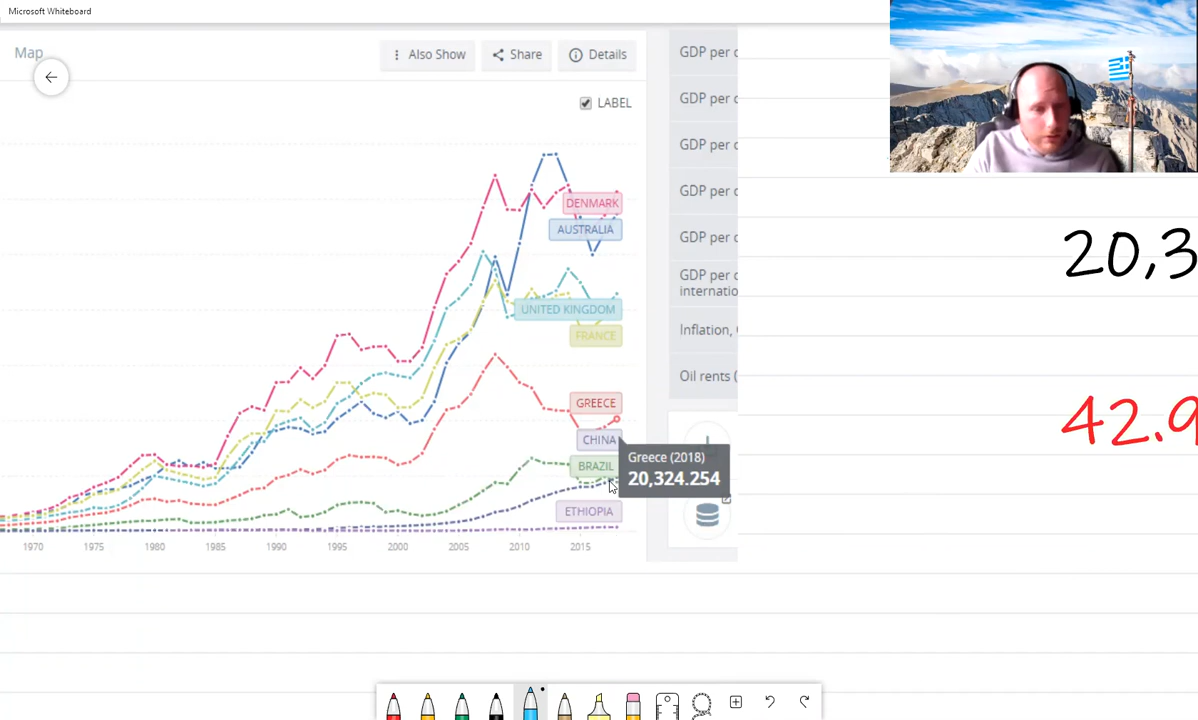 Microsoft Whiteboard
Map
Also Show
Share
Details
LABEL
DENMARK
AUSTRALIA
UNITED KINGDOM
FRANCE
GREECE
CHINA
BRAZIL
ETHIOPIA
Greece (2018)
20,324.254
1970 1975 1980 1985 1990 1995 2000 2005 2010 2015
GDP per c
GDP per c
GDP per c
GDP per c
GDP per c
GDP per c
internatio
Inflation,
Oil rents (
20,3
42.9